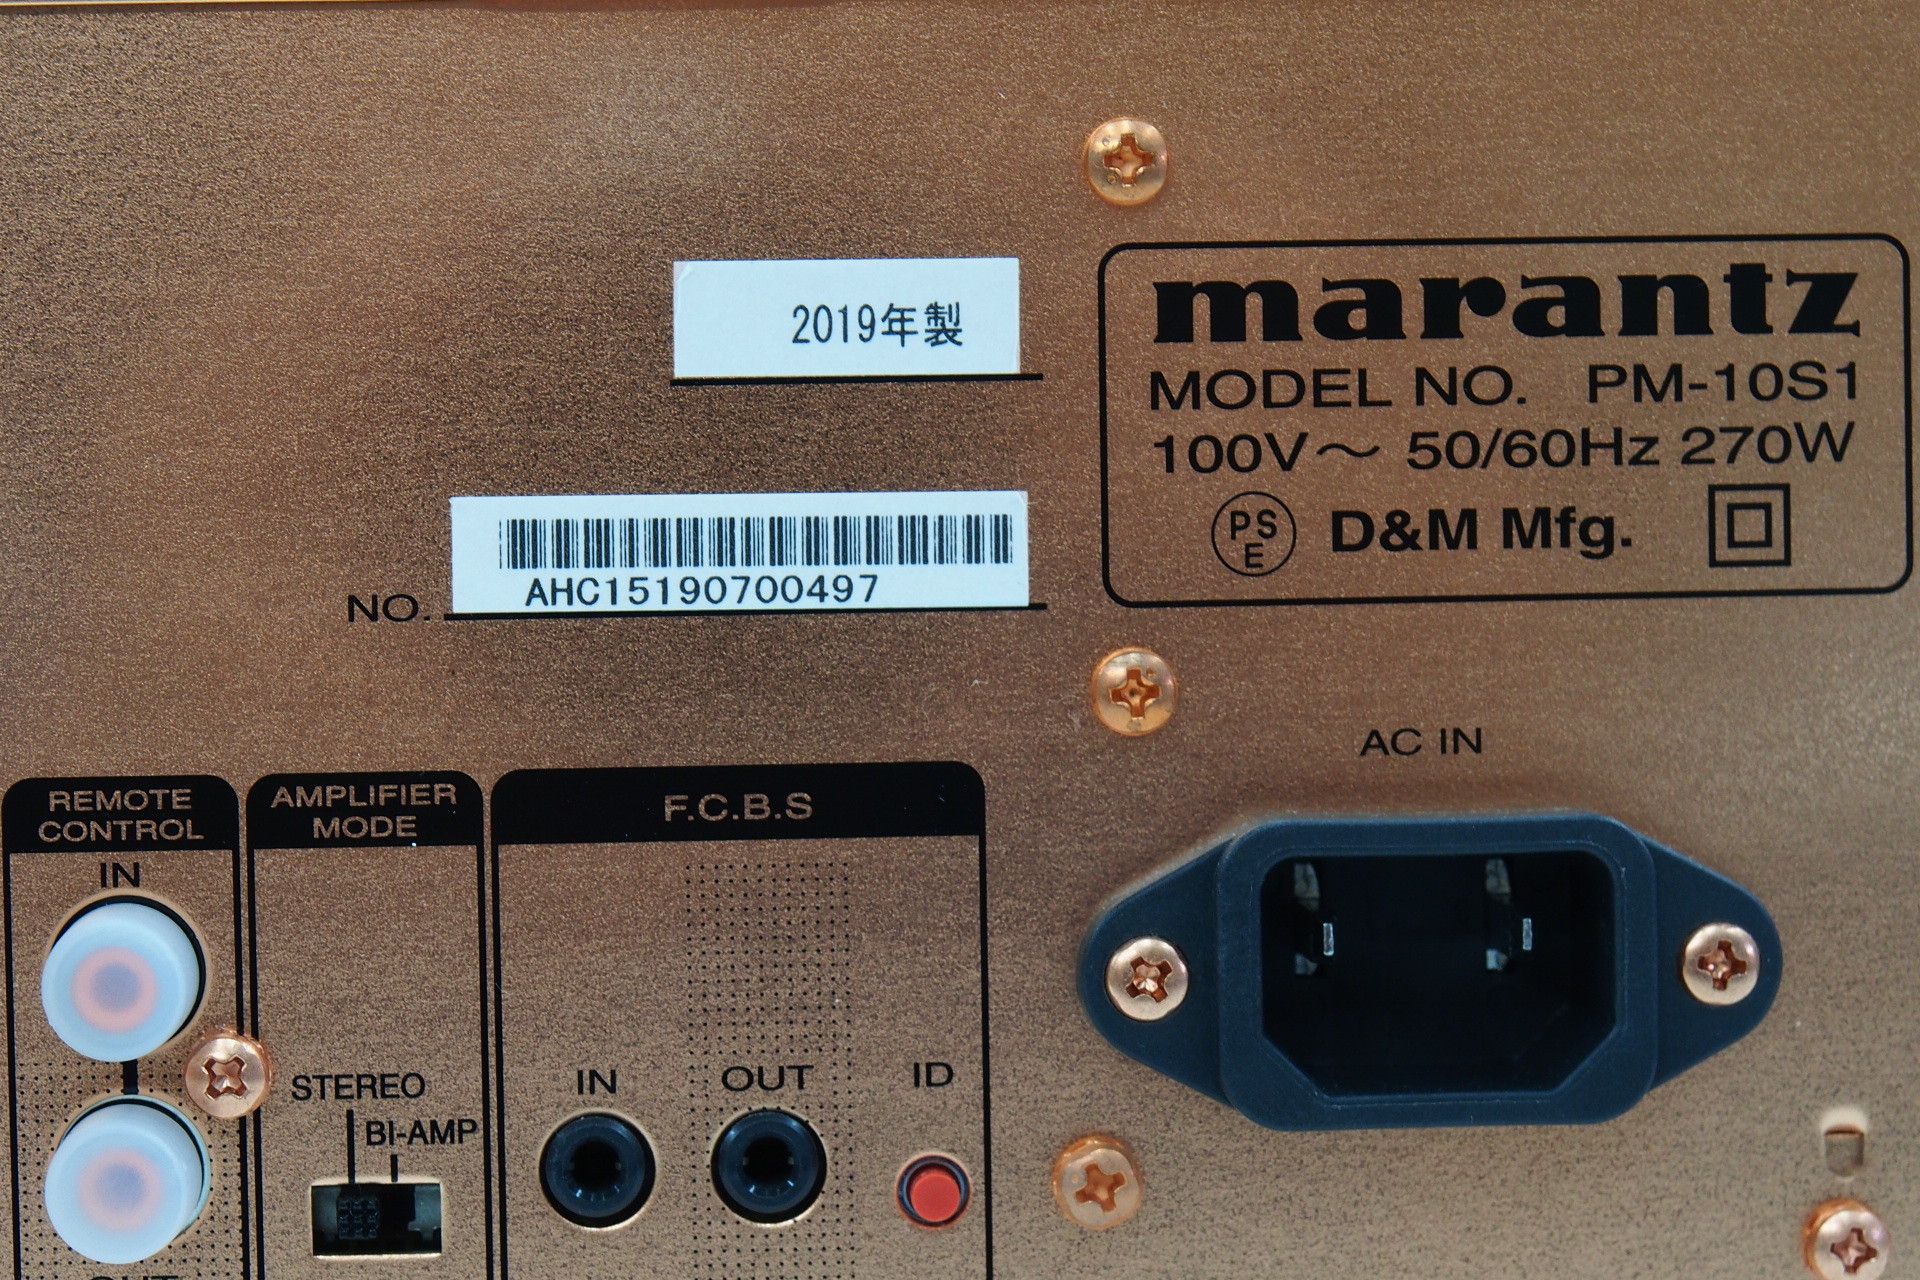 2019年製
marantz
MODEL NO. PM-10S1
100V～ 50/60Hz 270W
PSE D&M Mfg.
NO. AHC15190700497
AC IN
REMOTE
CONTROL
IN
AMPLIFIER
MODE
STEREO
BI-AMP
F.C.B.S
IN
OUT
ID